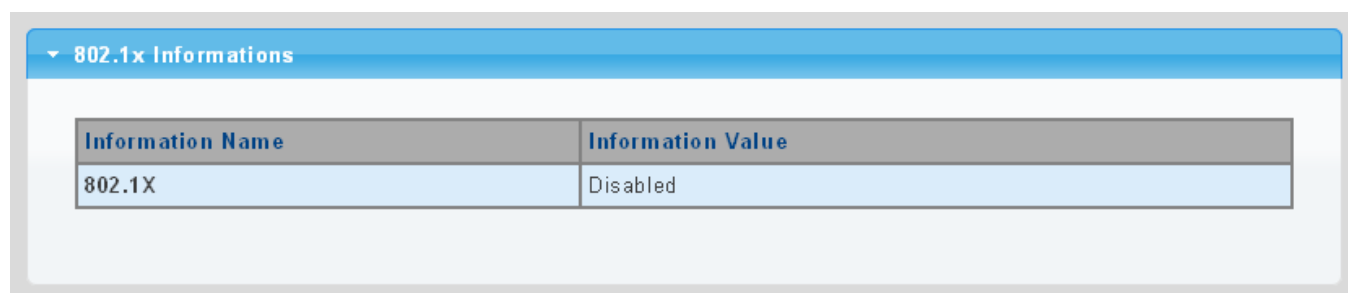 802.1x Informations
Information Name Information Value
802.1X Disabled